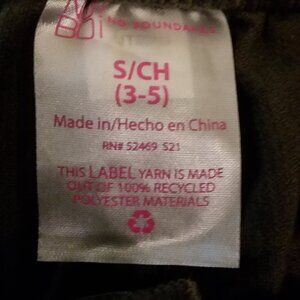 NO BOUNDARIES
S/CH
(3-5)
Made in/Hecho en China
RN# 52469 S21
THIS LABEL YARN IS MADE
OUT OF 100% RECYCLED
POLYESTER MATERIALS